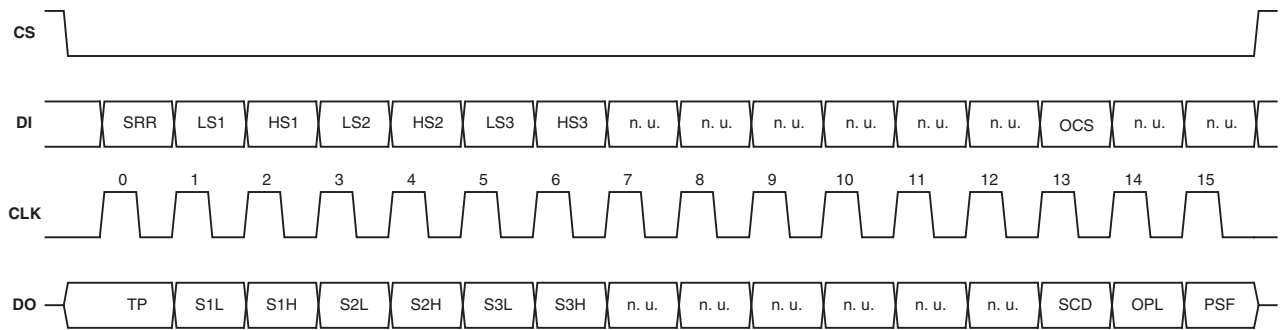 CS
DI SRR LS1 HS1 LS2 HS2 LS3 HS3 n. u. n. u. n. u. n. u. n. u. n. u. OCS n. u. n. u.
0 1 2 3 4 5 6 7 8 9 10 11 12 13 14 15
CLK
DO TP S1L S1H S2L S2H S3L S3H n. u. n. u. n. u. n. u. n. u. n. u. SCD OPL PSF